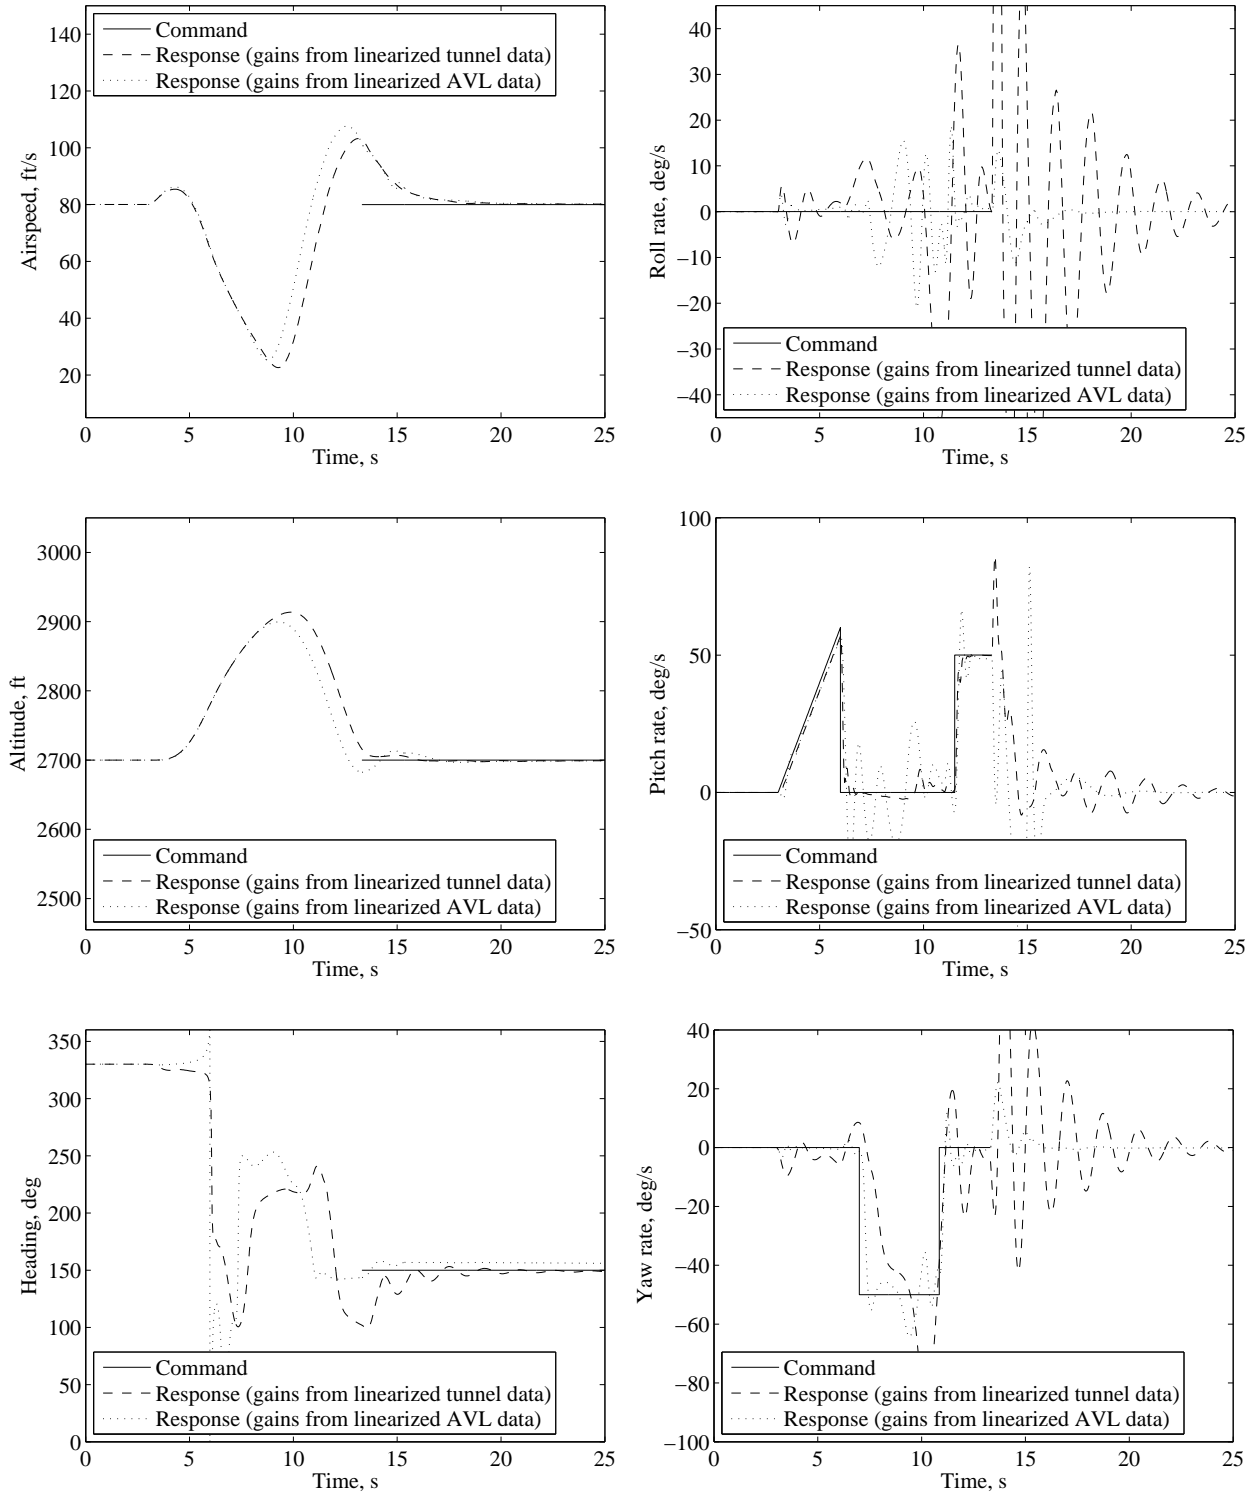 140
120
100
80
60
40
20
Airspeed, ft/s
Command
Response (gains from linearized tunnel data)
Response (gains from linearized AVL data)
0 5 10 15 20 25
Time, s
40
30
20
10
0
−10
−20
−30
−40
Roll rate, deg/s
Command
Response (gains from linearized tunnel data)
Response (gains from linearized AVL data)
0 5 10 15 20 25
Time, s
3000
2900
2800
2700
2600
2500
Altitude, ft
Command
Response (gains from linearized tunnel data)
Response (gains from linearized AVL data)
0 5 10 15 20 25
Time, s
100
50
0
−50
Pitch rate, deg/s
Command
Response (gains from linearized tunnel data)
Response (gains from linearized AVL data)
0 5 10 15 20 25
Time, s
350
300
250
200
150
100
50
0
Heading, deg
Command
Response (gains from linearized tunnel data)
Response (gains from linearized AVL data)
0 5 10 15 20 25
Time, s
40
20
0
−20
−40
−60
−80
−100
Yaw rate, deg/s
Command
Response (gains from linearized tunnel data)
Response (gains from linearized AVL data)
0 5 10 15 20 25
Time, s